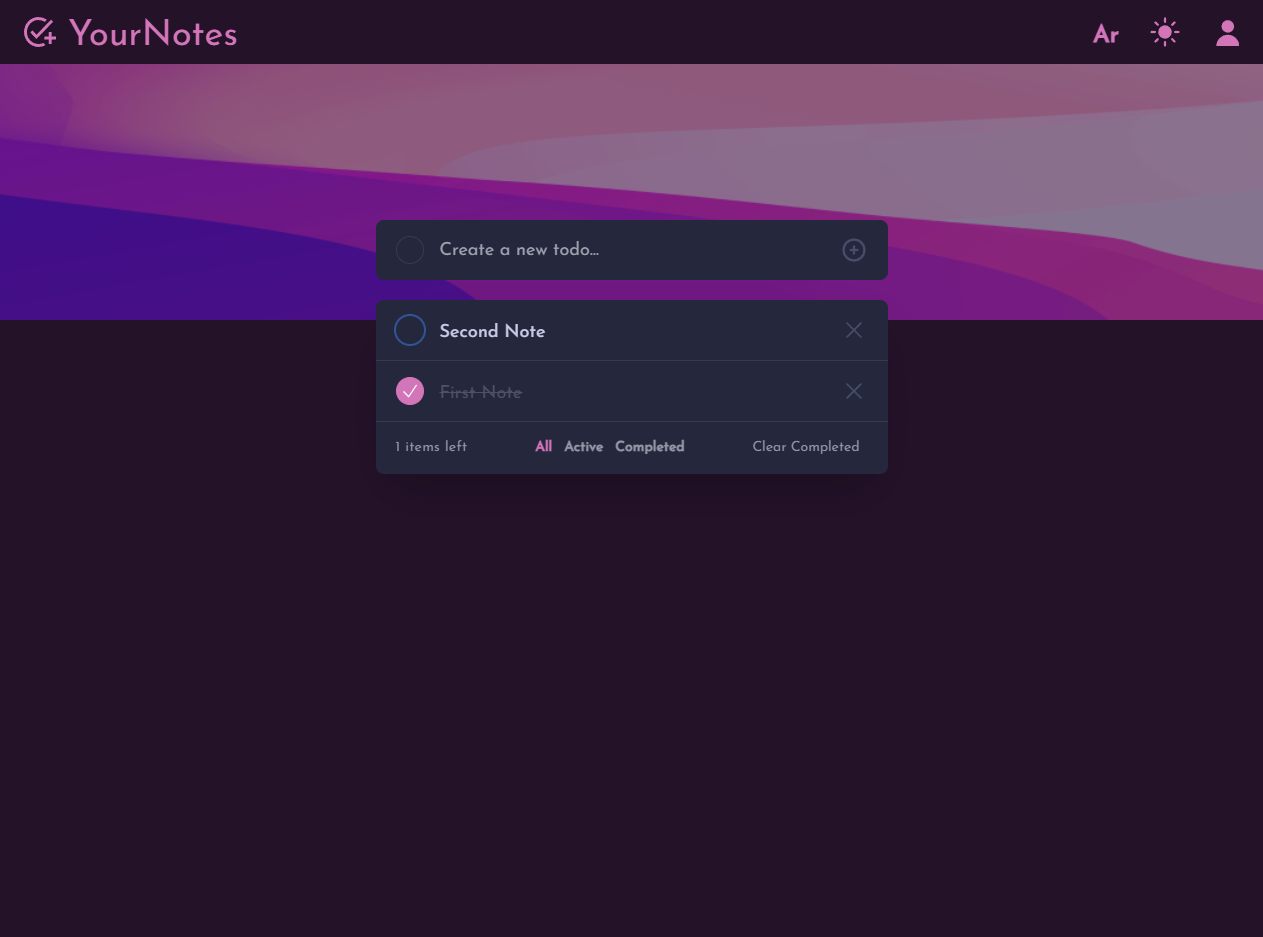 YourNotes
Ar
Create a new todo...
Second Note
First Note
1 items left
All Active Completed
Clear Completed